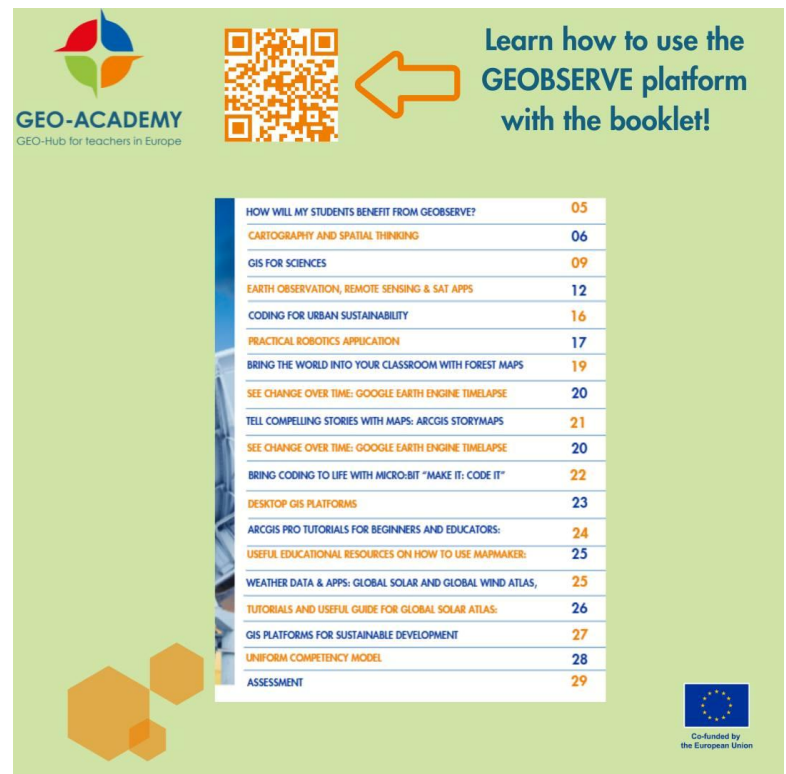 GEO-ACADEMY
GEO-Hub for teachers in Europe
Learn how to use the
GEOBSERVE platform
with the booklet!
HOW WILL MY STUDENTS BENEFIT FROM GEOBSERVE? 05
CARTOGRAPHY AND SPATIAL THINKING 06
GIS FOR SCIENCES 09
EARTH OBSERVATION, REMOTE SENSING & SAT APPS 12
CODING FOR URBAN SUSTAINABILITY 16
PRACTICAL ROBOTICS APPLICATION 17
BRING THE WORLD INTO YOUR CLASSROOM WITH FOREST MAPS 19
SEE CHANGE OVER TIME: GOOGLE EARTH ENGINE TIMELAPSE 20
TELL COMPELLING STORIES WITH MAPS: ARCGIS STORYMAPS 21
SEE CHANGE OVER TIME: GOOGLE EARTH ENGINE TIMELAPSE 20
BRING CODING TO LIFE WITH MICRO:BIT "MAKE IT: CODE IT" 22
DESKTOP GIS PLATFORMS 23
ARCGIS PRO TUTORIALS FOR BEGINNERS AND EDUCATORS: 24
USEFUL EDUCATIONAL RESOURCES ON HOW TO USE MAPMAKER: 25
WEATHER DATA & APPS: GLOBAL SOLAR AND GLOBAL WIND ATLAS, 25
TUTORIALS AND USEFUL GUIDE FOR GLOBAL SOLAR ATLAS: 26
GIS PLATFORMS FOR SUSTAINABLE DEVELOPMENT 27
UNIFORM COMPETENCY MODEL 28
ASSESSMENT 29
Co-funded by
the European Union